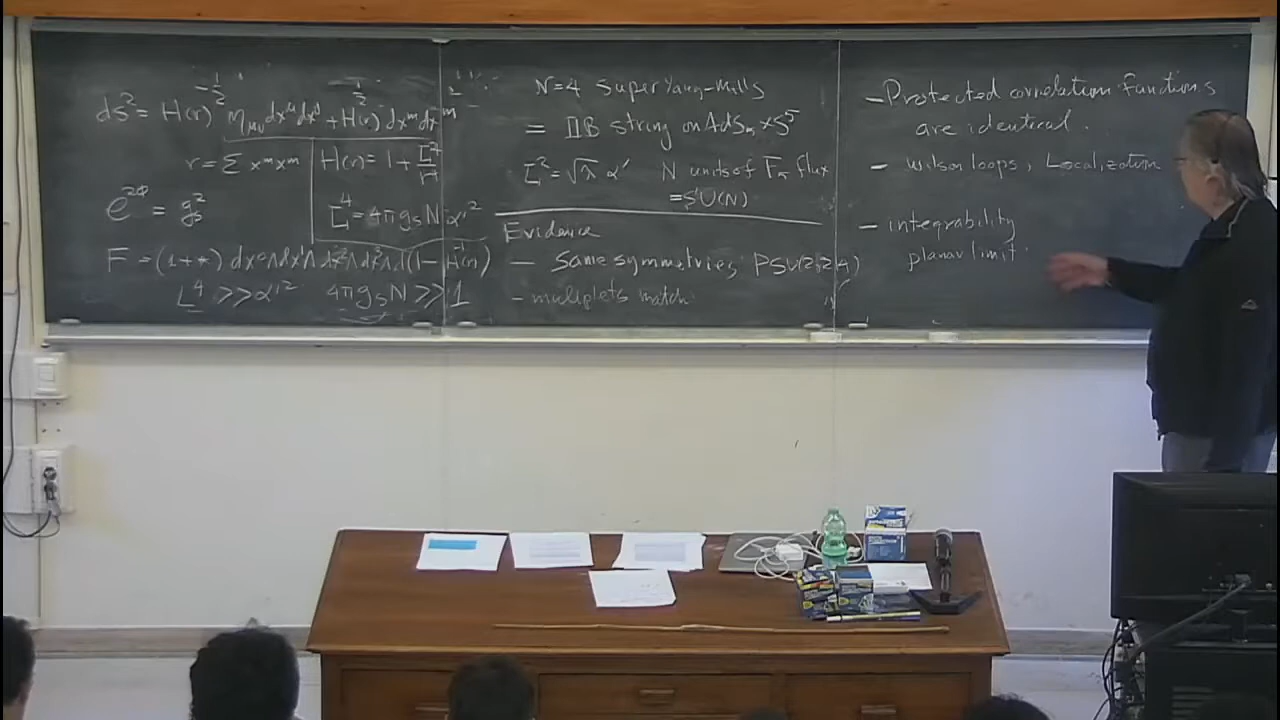 ds² = H(r)^{-1/2} η_{μν} dx^μ dx^ν + H(r)^{1/2} dx^m dx^m
r = Σ x^m x^m
H(r) = 1 + L⁴/r⁴
e^{2Φ} = g_s²
L⁴ = 4π g_s N α'²
F = (1+*) dx⁰∧dx¹∧dx²∧dx³∧d(1-H⁻¹(r))
L⁴ >> α'² 4π g_s N >> 1
N=4 Super Yang-Mills
= IIB string on AdS₅ × S⁵
L² = √λ α' N units of F₅ flux
= SU(N)
Evidence
- Same symmetries PSU(2,2|4)
- muliplets match
- Protected correlation functions
are identical.
- Wilson loops, Localization
- integrability
planar limit.